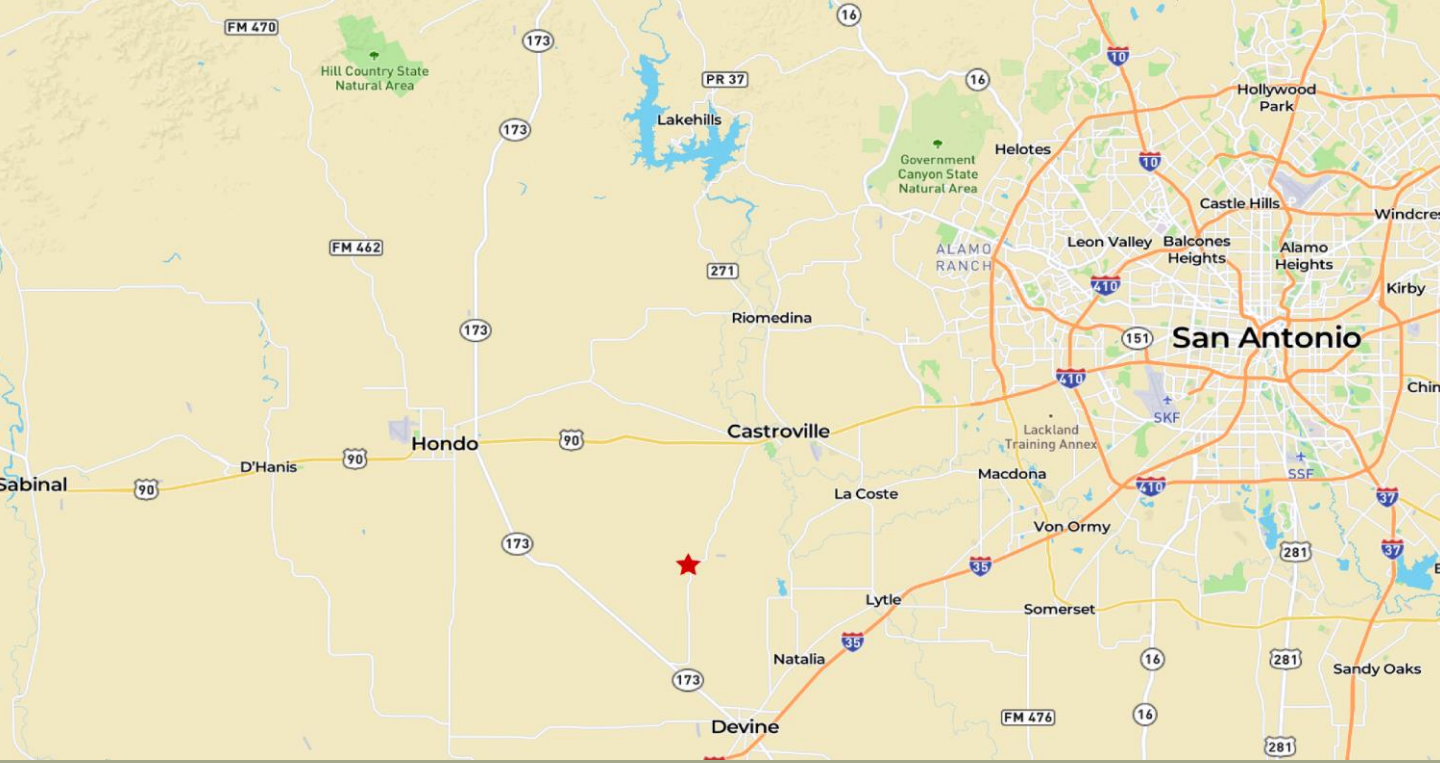 FM 470
173
16
10
PR 37
16
Hill Country State
Natural Area
Hollywood
Park
Lakehills
173
Helotes
10
Government
Canyon State
Natural Area
P
Castle Hills
FM 462
ALAMO
RANCH
Leon Valley
Balcones
Heights
Alamo
Heights
271
410
Kirby
Riomedina
173
151
San Antonio
410
SKF
Castroville
Lackland
Training Annex
Hondo
90
90
D'Hanis
Macdona
SSF
Sabinal
90
La Coste
410
37
Von Ormy
173
281
37
35
Lytle
Somerset
35
Natalia
16
281
Sandy Oaks
173
Devine
FM 476
16
281